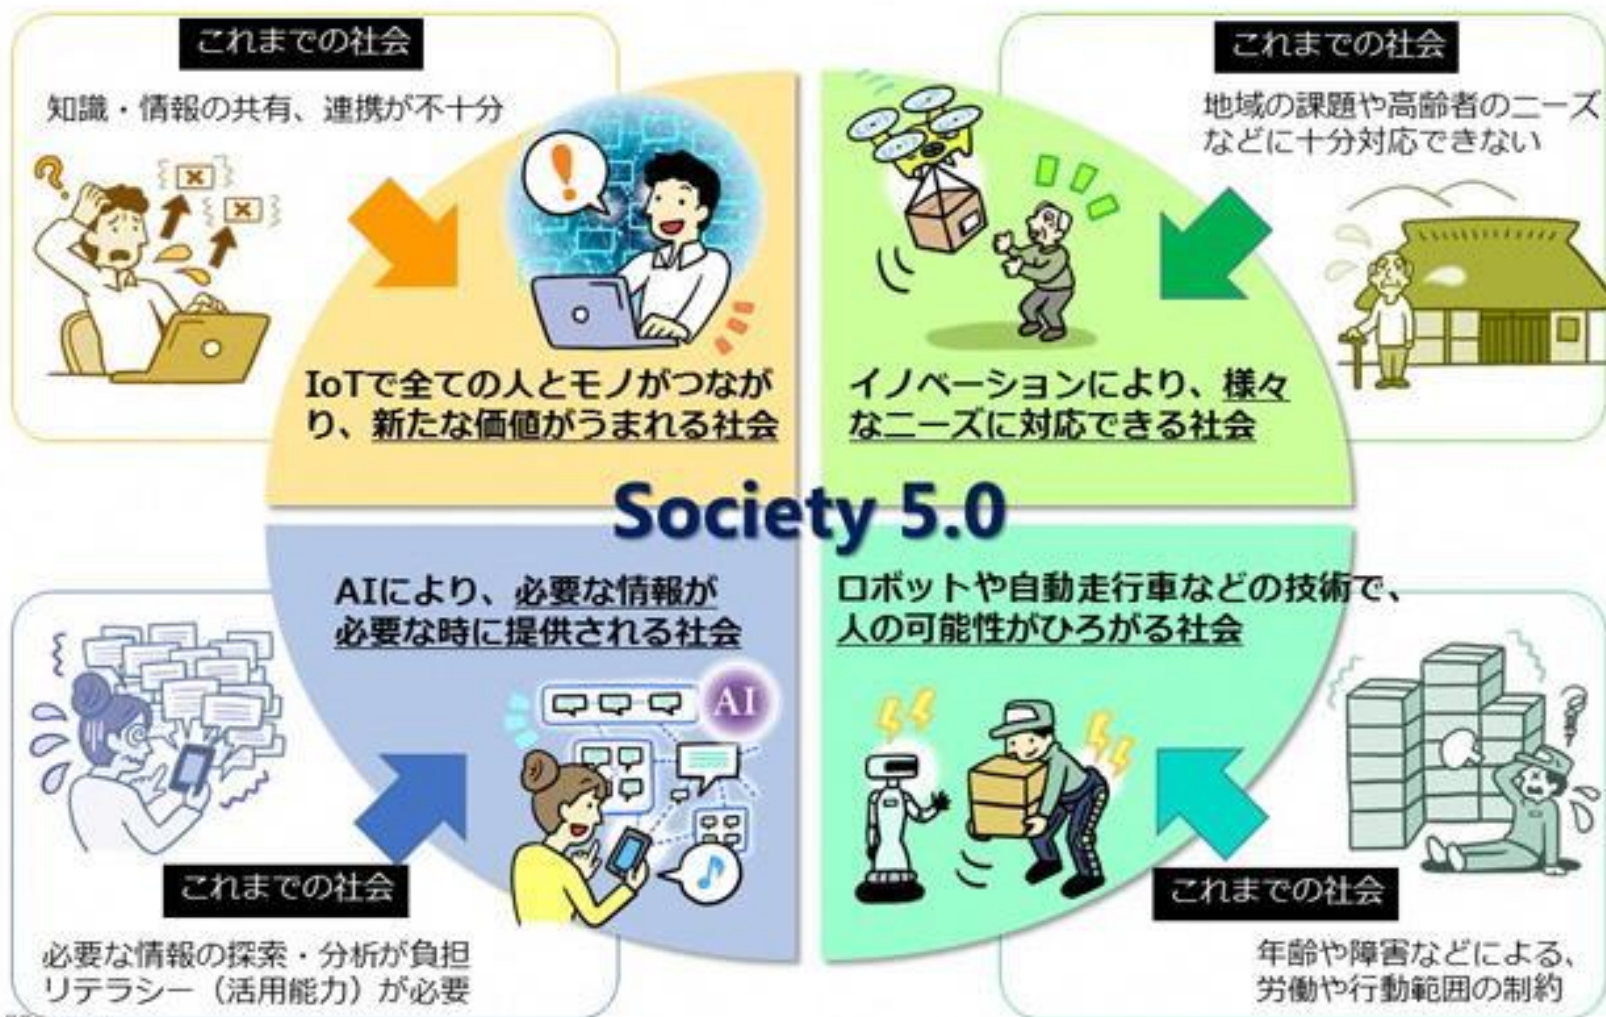 これまでの社会
知識・情報の共有、連携が不十分
IoTで全ての人とモノがつなが
り、新たな価値がうまれる社会
これまでの社会
地域の課題や高齢者のニーズ
などに十分対応できない
イノベーションにより、様々
なニーズに対応できる社会
Society 5.0
AIにより、必要な情報が
必要な時に提供される社会
AI
これまでの社会
必要な情報の探索・分析が負担
リテラシー（活用能力）が必要
ロボットや自動走行車などの技術で、
人の可能性がひろがる社会
これまでの社会
年齢や障害などによる、
労働や行動範囲の制約